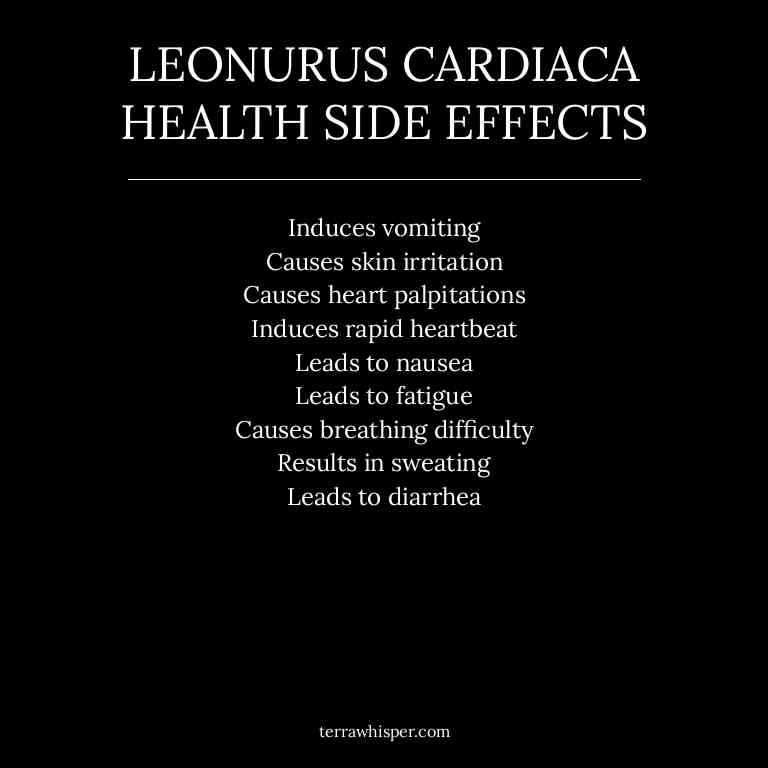 LEONURUS CARDIACA
HEALTH SIDE EFFECTS
Induces vomiting
Causes skin irritation
Causes heart palpitations
Induces rapid heartbeat
Leads to nausea
Leads to fatigue
Causes breathing difficulty
Results in sweating
Leads to diarrhea
terrawhisper.com